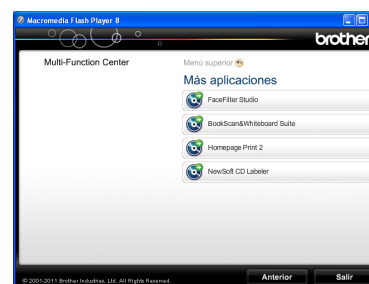 Macromedia Flash Player 8
brother
Multi-Function Center
Menú superior
Más aplicaciones
FaceFilter Studio
BookScan&Whiteboard Suite
Homepage Print 2
NewSoft CD Labeler
© 2001-2011 Brother Industries, Ltd. All Rights Reserved.
Anterior
Salir